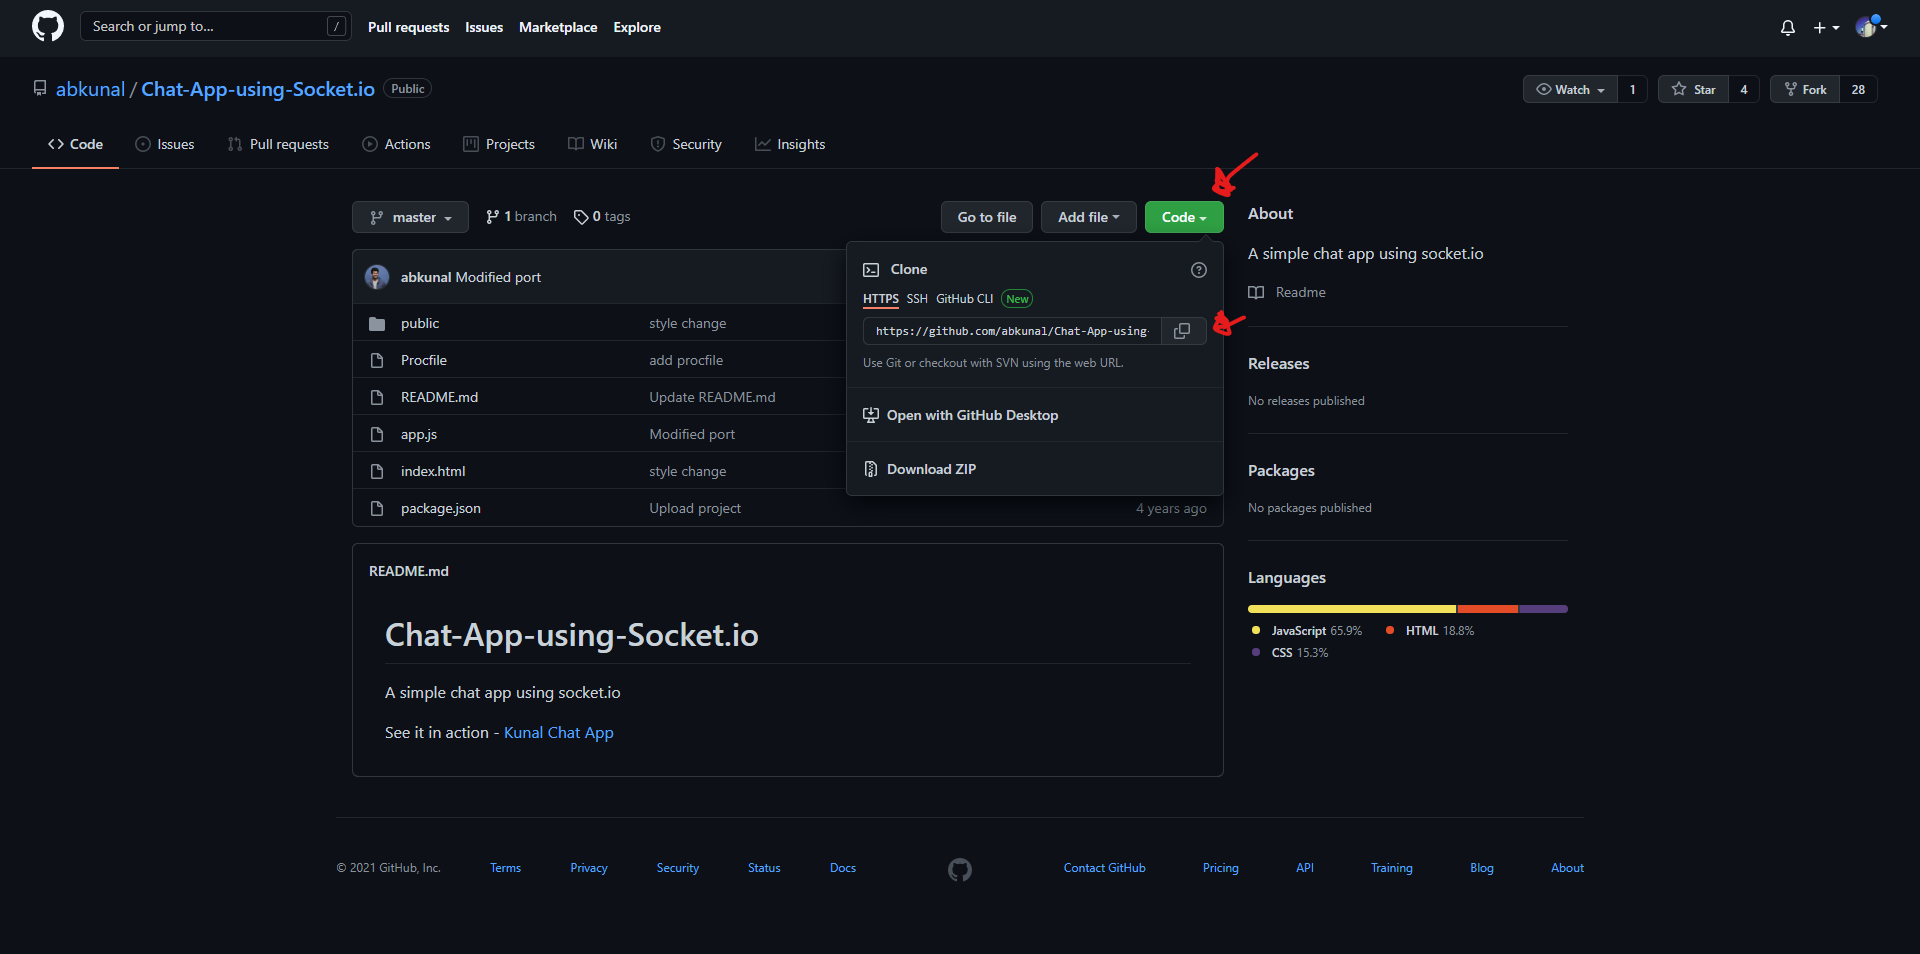 Search or jump to... /
Pull requests Issues Marketplace Explore
abkunal / Chat-App-using-Socket.io Public
Watch 1 Star 4 Fork 28
Code Issues Pull requests Actions Projects Wiki Security Insights
master 1 branch 0 tags Go to file Add file Code
abkunal Modified port
public style change
Procfile add procfile
README.md Update README.md
app.js Modified port
index.html style change
package.json Upload project 4 years ago
Clone
HTTPS SSH GitHub CLI New
https://github.com/abkunal/Chat-App-using-
Use Git or checkout with SVN using the web URL.
Open with GitHub Desktop
Download ZIP
About
A simple chat app using socket.io
Readme
Releases
No releases published
Packages
No packages published
Languages
JavaScript 65.9% HTML 18.8%
CSS 15.3%
README.md
Chat-App-using-Socket.io
A simple chat app using socket.io
See it in action - Kunal Chat App
© 2021 GitHub, Inc. Terms Privacy Security Status Docs Contact GitHub Pricing API Training Blog About